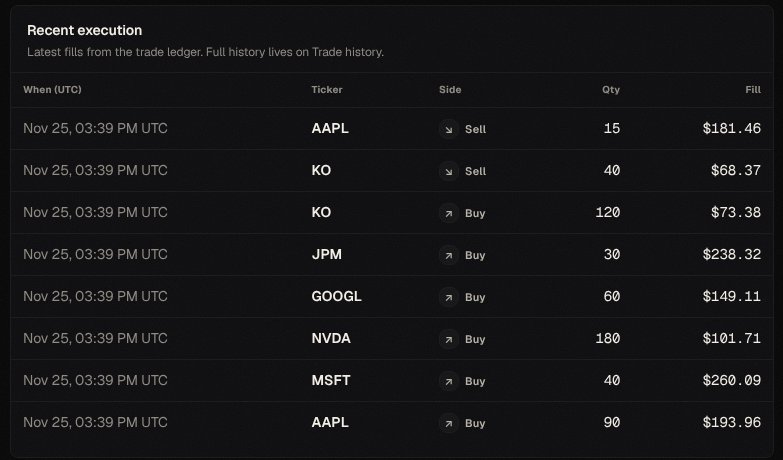 Recent execution
Latest fills from the trade ledger. Full history lives on Trade history.
When (UTC) Ticker Side Qty Fill
Nov 25, 03:39 PM UTC AAPL Sell 15 $181.46
Nov 25, 03:39 PM UTC KO Sell 40 $68.37
Nov 25, 03:39 PM UTC KO Buy 120 $73.38
Nov 25, 03:39 PM UTC JPM Buy 30 $238.32
Nov 25, 03:39 PM UTC GOOGL Buy 60 $149.11
Nov 25, 03:39 PM UTC NVDA Buy 180 $101.71
Nov 25, 03:39 PM UTC MSFT Buy 40 $260.09
Nov 25, 03:39 PM UTC AAPL Buy 90 $193.96